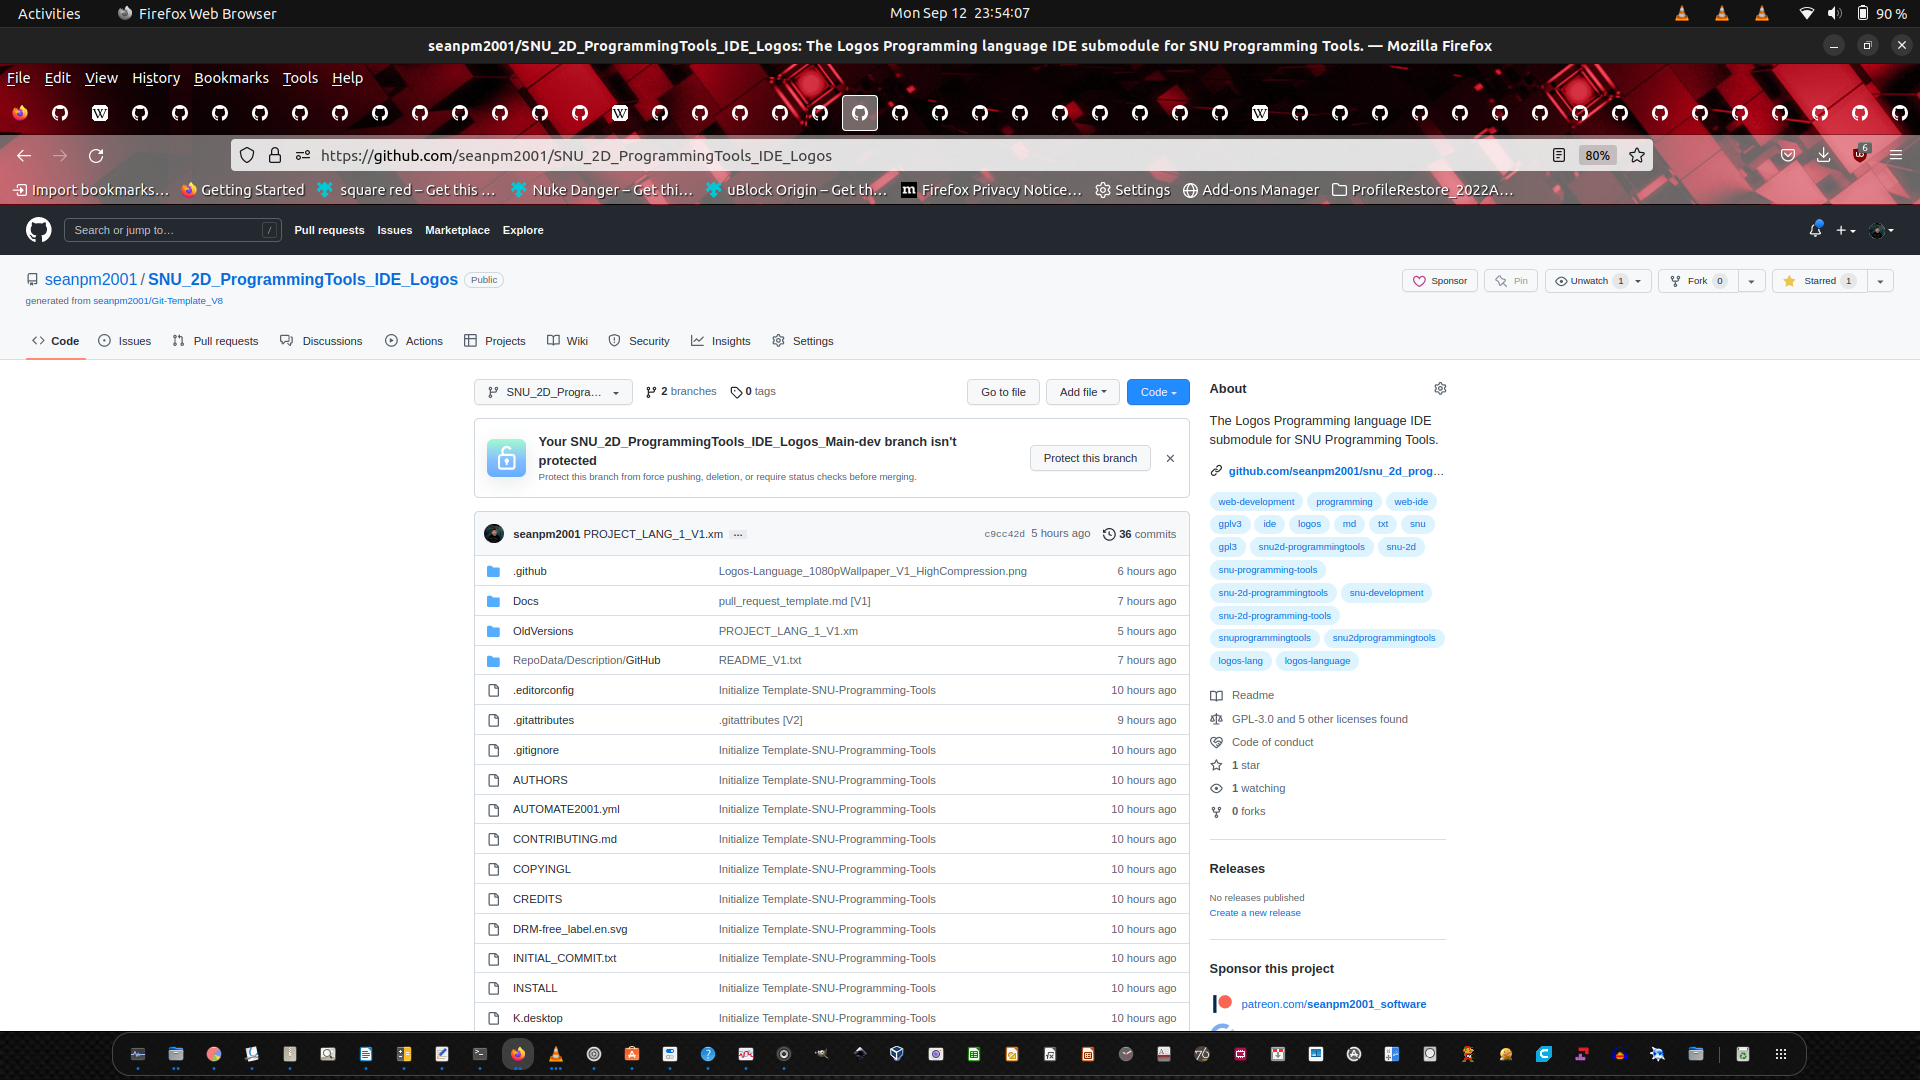 Activities
Firefox Web Browser
Mon Sep 12 23:54:07
90 %
seanpm2001/SNU_2D_ProgrammingTools_IDE_Logos: The Logos Programming language IDE submodule for SNU Programming Tools. — Mozilla Firefox
File Edit View History Bookmarks Tools Help
https://github.com/seanpm2001/SNU_2D_ProgrammingTools_IDE_Logos
80%
6
Import bookmarks…
Getting Started
square red – Get this …
Nuke Danger – Get thi…
uBlock Origin – Get th…
Firefox Privacy Notice…
Settings
Add-ons Manager
ProfileRestore_2022A…
Search or jump to…
/
Pull requests Issues Marketplace Explore
seanpm2001 / SNU_2D_ProgrammingTools_IDE_Logos Public
generated from seanpm2001/Git-Template_V8
Sponsor
Pin
Unwatch 1
Fork 0
Starred 1
Code
Issues
Pull requests
Discussions
Actions
Projects
Wiki
Security
Insights
Settings
SNU_2D_Progra…
2 branches
0 tags
Go to file
Add file
Code
Your SNU_2D_ProgrammingTools_IDE_Logos_Main-dev branch isn't
protected
Protect this branch from force pushing, deletion, or require status checks before merging.
Protect this branch
seanpm2001 PROJECT_LANG_1_V1.xm …
c9cc42d 5 hours ago 36 commits
.github Logos-Language_1080pWallpaper_V1_HighCompression.png 6 hours ago
Docs pull_request_template.md [V1] 7 hours ago
OldVersions PROJECT_LANG_1_V1.xm 5 hours ago
RepoData/Description/GitHub README_V1.txt 7 hours ago
.editorconfig Initialize Template-SNU-Programming-Tools 10 hours ago
.gitattributes .gitattributes [V2] 9 hours ago
.gitignore Initialize Template-SNU-Programming-Tools 10 hours ago
AUTHORS Initialize Template-SNU-Programming-Tools 10 hours ago
AUTOMATE2001.yml Initialize Template-SNU-Programming-Tools 10 hours ago
CONTRIBUTING.md Initialize Template-SNU-Programming-Tools 10 hours ago
COPYINGL Initialize Template-SNU-Programming-Tools 10 hours ago
CREDITS Initialize Template-SNU-Programming-Tools 10 hours ago
DRM-free_label.en.svg Initialize Template-SNU-Programming-Tools 10 hours ago
INITIAL_COMMIT.txt Initialize Template-SNU-Programming-Tools 10 hours ago
INSTALL Initialize Template-SNU-Programming-Tools 10 hours ago
K.desktop Initialize Template-SNU-Programming-Tools 10 hours ago
About
The Logos Programming language IDE
submodule for SNU Programming Tools.
github.com/seanpm2001/snu_2d_prog…
web-development programming web-ide
gplv3 ide logos md txt snu
gpl3 snu2d-programmingtools snu-2d
snu-programming-tools
snu-2d-programmingtools snu-development
snu-2d-programming-tools
snuprogrammingtools snu2dprogrammingtools
logos-lang logos-language
Readme
GPL-3.0 and 5 other licenses found
Code of conduct
1 star
1 watching
0 forks
Releases
No releases published
Create a new release
Sponsor this project
patreon.com/seanpm2001_software